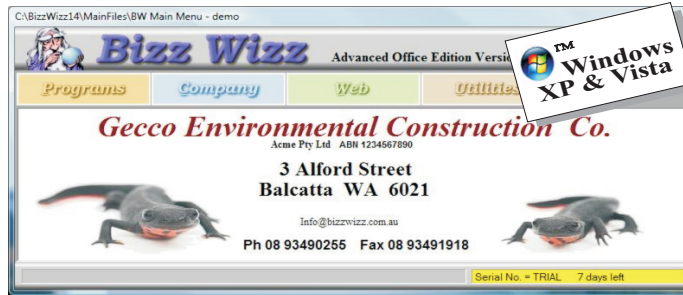 C:\BizzWizz14\MainFiles\BW Main Menu - demo
Bizz Wizz Advanced Office Edition
TM
Windows
XP & Vista
Programs Company Web Utilities
Gecco Environmental Construction Co.
Acme Pty Ltd ABN 1234567890
3 Alford Street
Balcatta WA 6021
Info@bizzwizz.com.au
Ph 08 93490255 Fax 08 93491918
Serial No. = TRIAL 7 days left